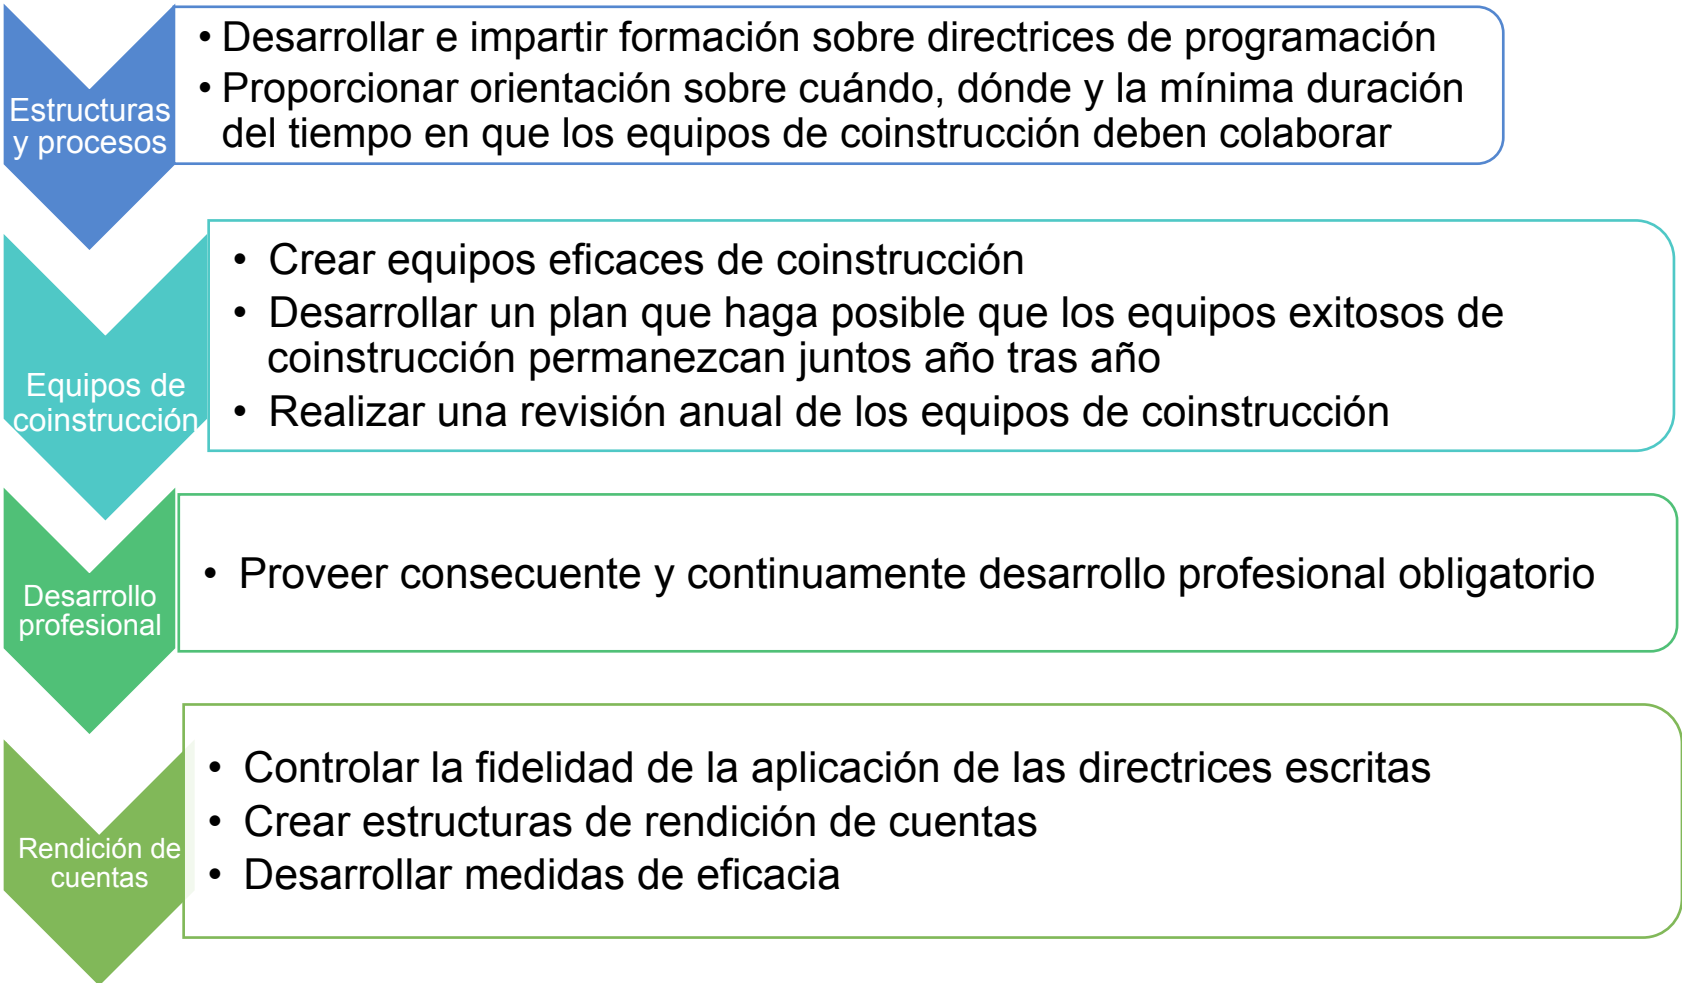 Estructuras
y procesos
• Desarrollar e impartir formación sobre directrices de programación
• Proporcionar orientación sobre cuándo, dónde y la mínima duración
del tiempo en que los equipos de coinstrucción deben colaborar
Equipos de
coinstrucción
• Crear equipos eficaces de coinstrucción
• Desarrollar un plan que haga posible que los equipos exitosos de
coinstrucción permanezcan juntos año tras año
• Realizar una revisión anual de los equipos de coinstrucción
Desarrollo
profesional
• Proveer consecuente y continuamente desarrollo profesional obligatorio
Rendición de
cuentas
• Controlar la fidelidad de la aplicación de las directrices escritas
• Crear estructuras de rendición de cuentas
• Desarrollar medidas de eficacia